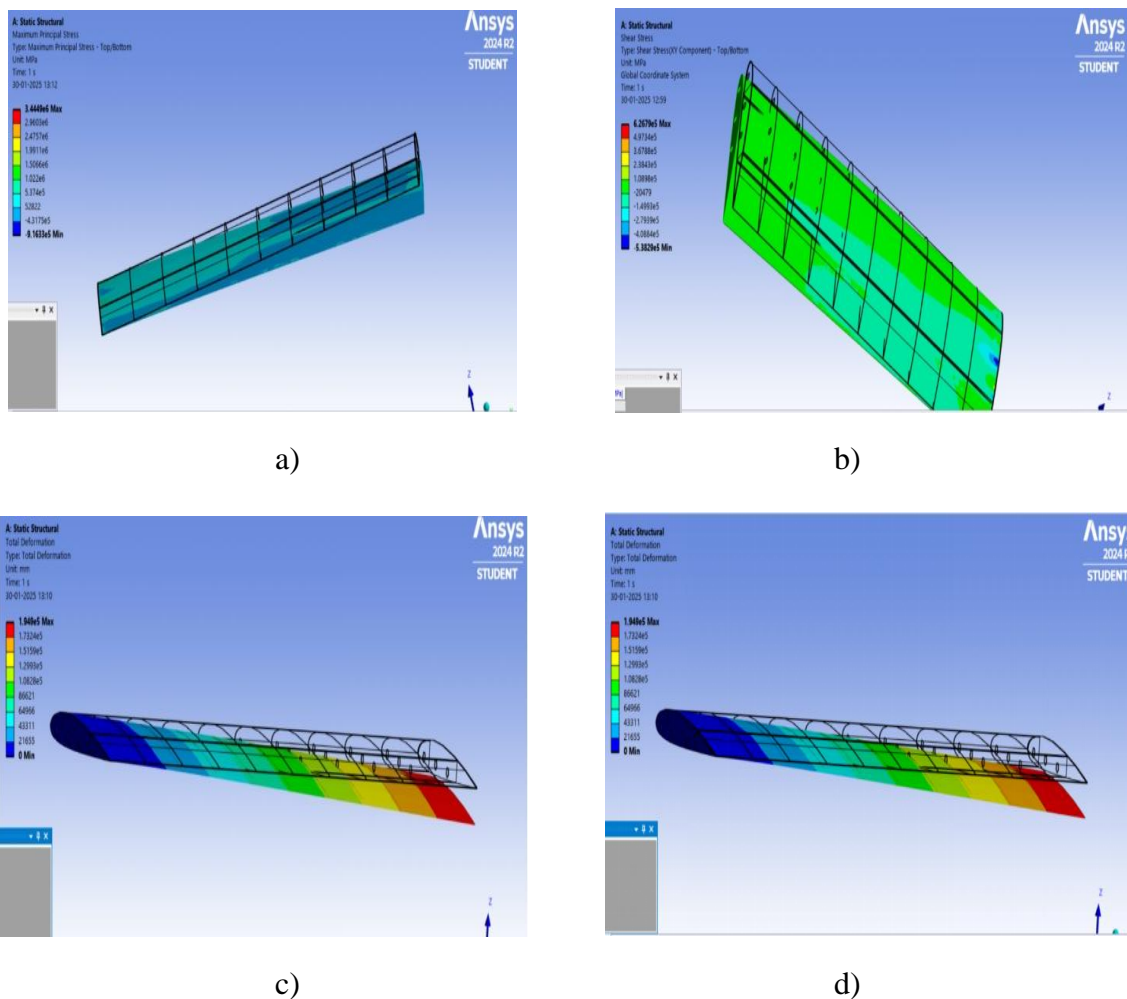 A: Static Structural
Maximum Principal Stress
Type: Maximum Principal Stress - Top/Bottom
Unit: MPa
Time: 1 s
30-01-2025 13:12
3.4449e6 Max
2.9603e6
2.4757e6
1.9911e6
1.5066e6
1.022e6
5.374e5
52822
-4.3175e5
-9.1633e5 Min
Ansys
2024 R2
STUDENT
Z
a)
A: Static Structural
Shear Stress
Type: Shear Stress(XY Component) - Top/Bottom
Unit: MPa
Global Coordinate System
Time: 1 s
30-01-2025 12:59
6.2679e5 Max
4.9734e5
3.6788e5
2.3843e5
1.0898e5
-20479
-1.4993e5
-2.7939e5
-4.0884e5
-5.3829e5 Min
Ansys
2024 R2
STUDENT
Z
b)
A: Static Structural
Total Deformation
Type: Total Deformation
Unit: mm
Time: 1 s
30-01-2025 13:10
1.949e5 Max
1.7324e5
1.5159e5
1.2993e5
1.0828e5
86621
64966
43311
21655
0 Min
Ansys
2024 R2
STUDENT
Z
c)
A: Static Structural
Total Deformation
Type: Total Deformation
Unit: mm
Time: 1 s
30-01-2025 13:10
1.949e5 Max
1.7324e5
1.5159e5
1.2993e5
1.0828e5
86621
64966
43311
21655
0 Min
Ansys
2024 R
STUDENT
Z
d)